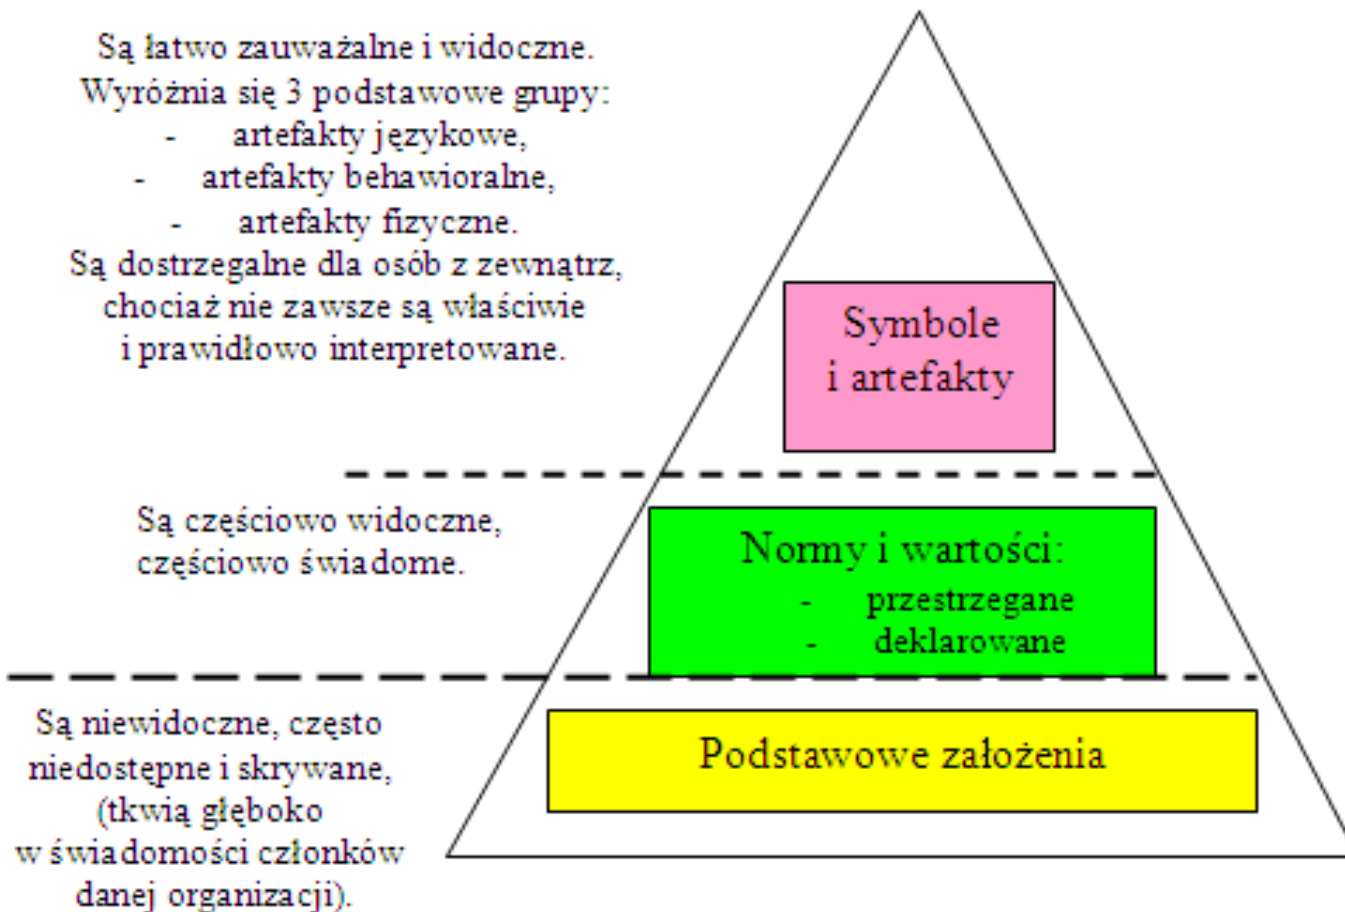 Są łatwo zauważalne i widoczne.
Wyróżnia się 3 podstawowe grupy:
- artefakty językowe,
- artefakty behawioralne,
- artefakty fizyczne.
Są dostrzegalne dla osób z zewnątrz,
chociaż nie zawsze są właściwie
i prawidłowo interpretowane.
Symbole
i artefakty
Są częściowo widoczne,
częściowo świadome.
Normy i wartości:
- przestrzegane
- deklarowane
Są niewidoczne, często
niedostępne i skrywane,
(tkwią głęboko
w świadomości członków
danej organizacji).
Podstawowe założenia